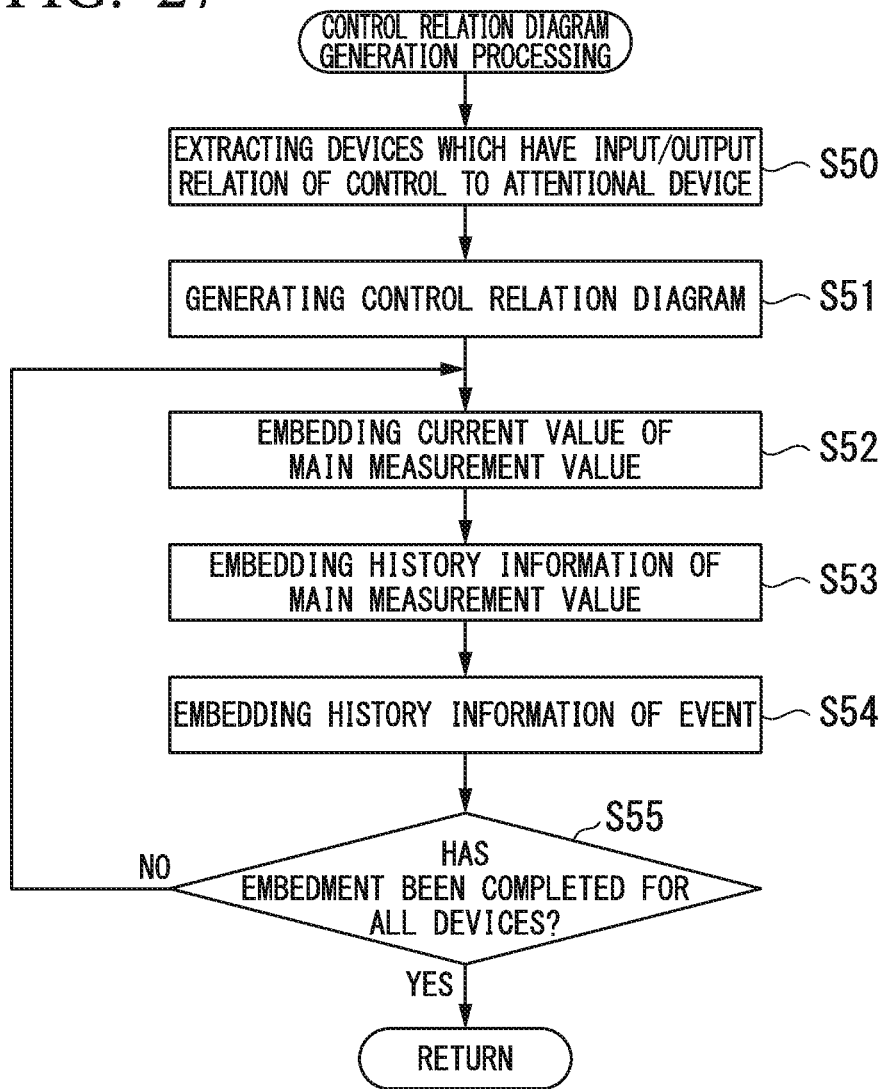 FIG. 27
CONTROL RELATION DIAGRAM
GENERATION PROCESSING
EXTRACTING DEVICES WHICH HAVE INPUT/OUTPUT
RELATION OF CONTROL TO ATTENTIONAL DEVICE
S50
GENERATING CONTROL RELATION DIAGRAM
S51
EMBEDDING CURRENT VALUE OF
MAIN MEASUREMENT VALUE
S52
EMBEDDING HISTORY INFORMATION OF
MAIN MEASUREMENT VALUE
S53
EMBEDDING HISTORY INFORMATION OF EVENT
S54
S55
HAS
EMBEDMENT BEEN COMPLETED FOR
ALL DEVICES?
NO
YES
RETURN